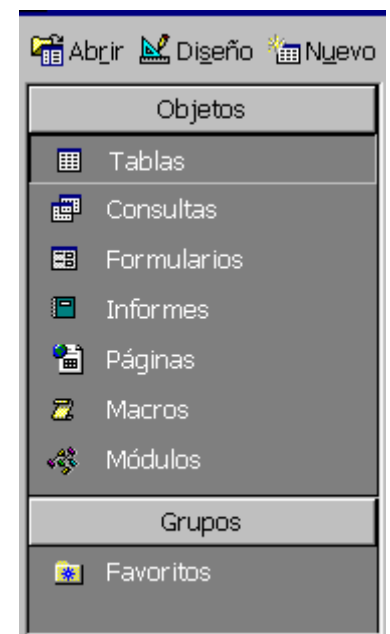 Abrir Diseño Nuevo
Objetos
Tablas
Consultas
Formularios
Informes
Páginas
Macros
Módulos
Grupos
Favoritos